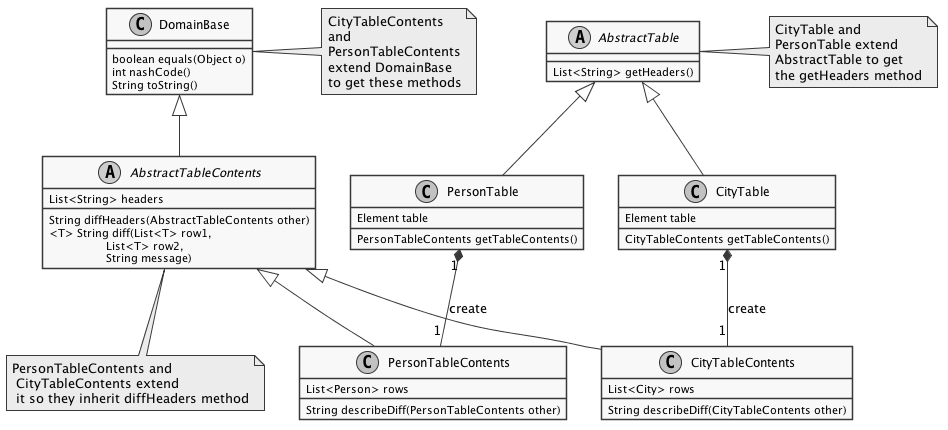 C DomainBase
boolean equals(Object o)
int nashCode()
String toString()
CityTableContents
and
PersonTableContents
extend DomainBase
to get these methods
A AbstractTable
List<String> getHeaders()
CityTable and
PersonTable extend
AbstractTable to get
the getHeaders method
A AbstractTableContents
List<String> headers
String diffHeaders(AbstractTableContents other)
<T> String diff(List<T> row1,
List<T> row2,
String message)
C PersonTable
Element table
PersonTableContents getTableContents()
C CityTable
Element table
CityTableContents getTableContents()
1
1
create
create
1
1
PersonTableContents and
CityTableContents extend
it so they inherit diffHeaders method
C PersonTableContents
List<Person> rows
String describeDiff(PersonTableContents other)
C CityTableContents
List<City> rows
String describeDiff(CityTableContents other)